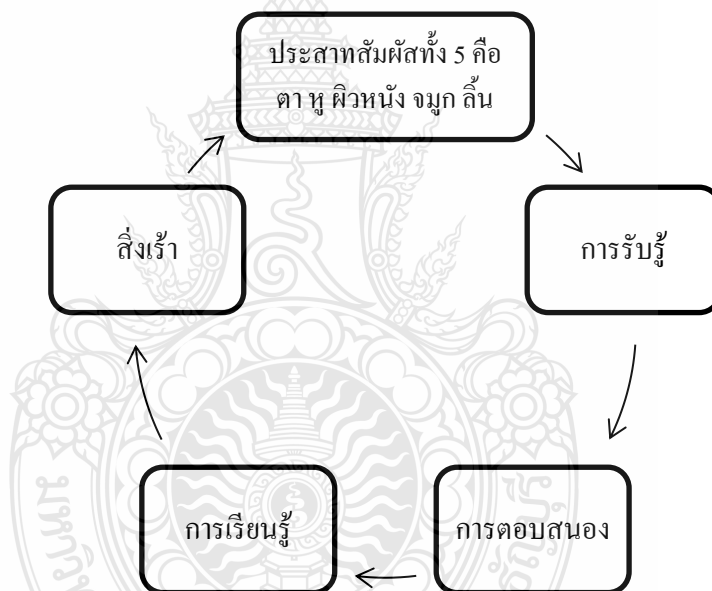 ประสาทสัมผัสทั้ง 5 คือ
ตา หู ผิวหนัง จมูก ลิ้น
สิ่งเร้า
การรับรู้
การเรียนรู้
การตอบสนอง